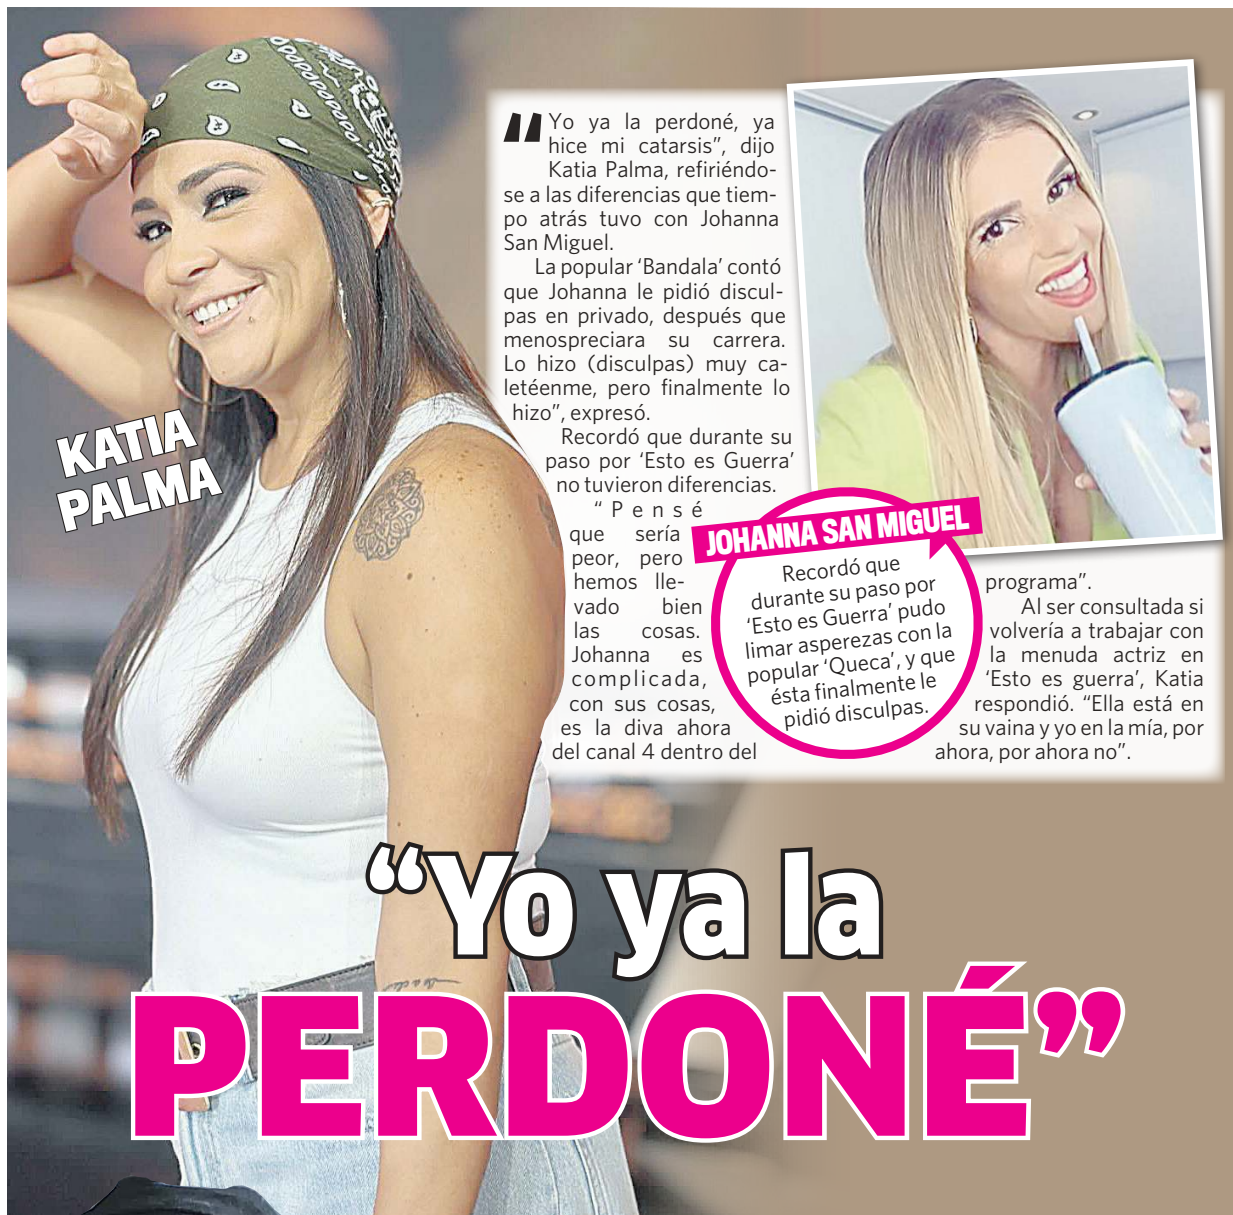 KATIA
PALMA
"Yo ya la perdoné, ya
hice mi catarsis”, dijo
Katia Palma, refiriéndo-
se a las diferencias que tiem-
po atrás tuvo con Johanna
San Miguel.
La popular ‘Bandala’ contó
que Johanna le pidió discul-
pas en privado, después que
menospreciara su carrera.
Lo hizo (disculpas) muy ca-
letéenme, pero finalmente lo
hizo”, expresó.
Recordó que durante su
paso por ‘Esto es Guerra’
no tuvieron diferencias.
“Pensé
que sería
peor, pero
hemos lle-
vado bien
las cosas.
Johanna es
complicada,
con sus cosas,
es la diva ahora
del canal 4 dentro del
programa”.
Al ser consultada si
volvería a trabajar con
la menuda actriz en
‘Esto es guerra’, Katia
respondió. “Ella está en
su vaina y yo en la mía, por
ahora, por ahora no”.
JOHANNA SAN MIGUEL
Recordó que
durante su paso por
‘Esto es Guerra’ pudo
limar asperezas con la
popular ‘Queca’, y que
ésta finalmente le
pidió disculpas.
“Yo ya la
PERDONÉ”